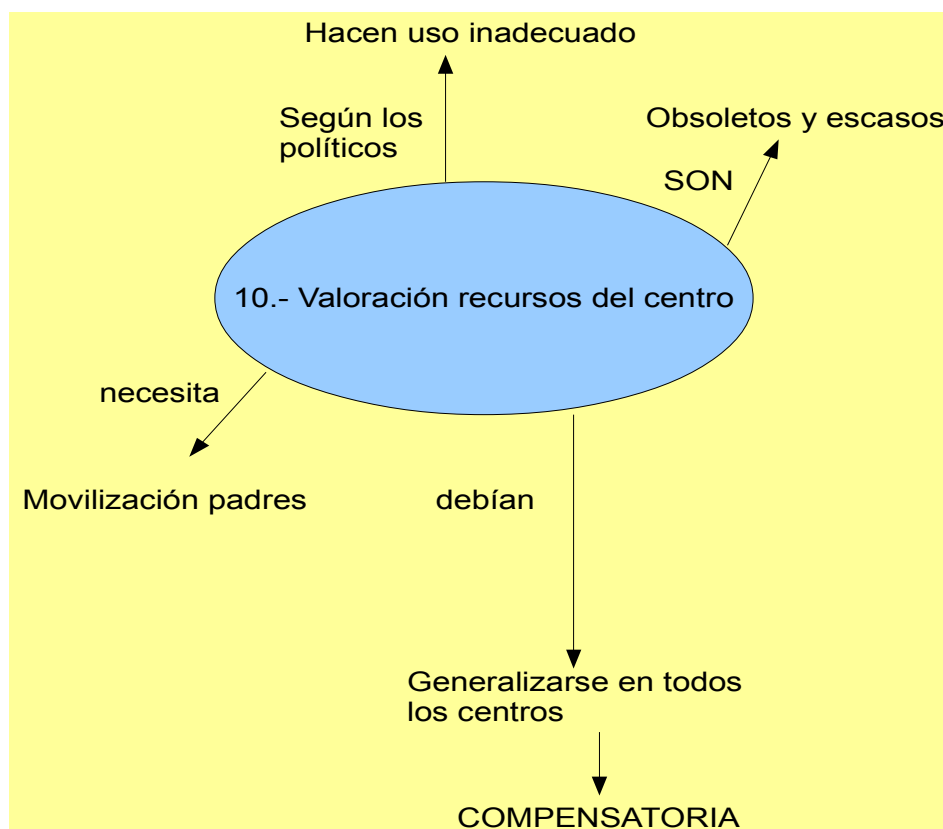 Hacen uso inadecuado
Según los
políticos
Obsoletos y escasos
SON
10.- Valoración recursos del centro
necesita
Movilización padres
debían
Generalizarse en todos
los centros
COMPENSATORIA